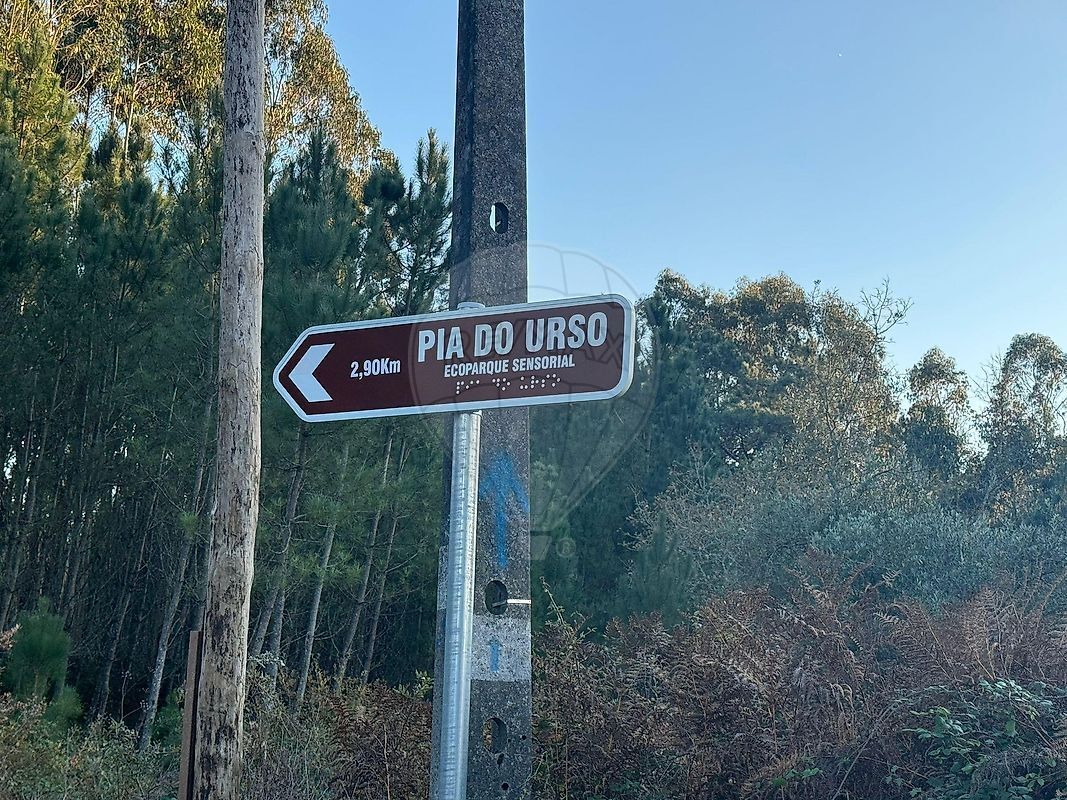 PIA DO URSO
2,90Km
ECOPARQUE SENSORIAL